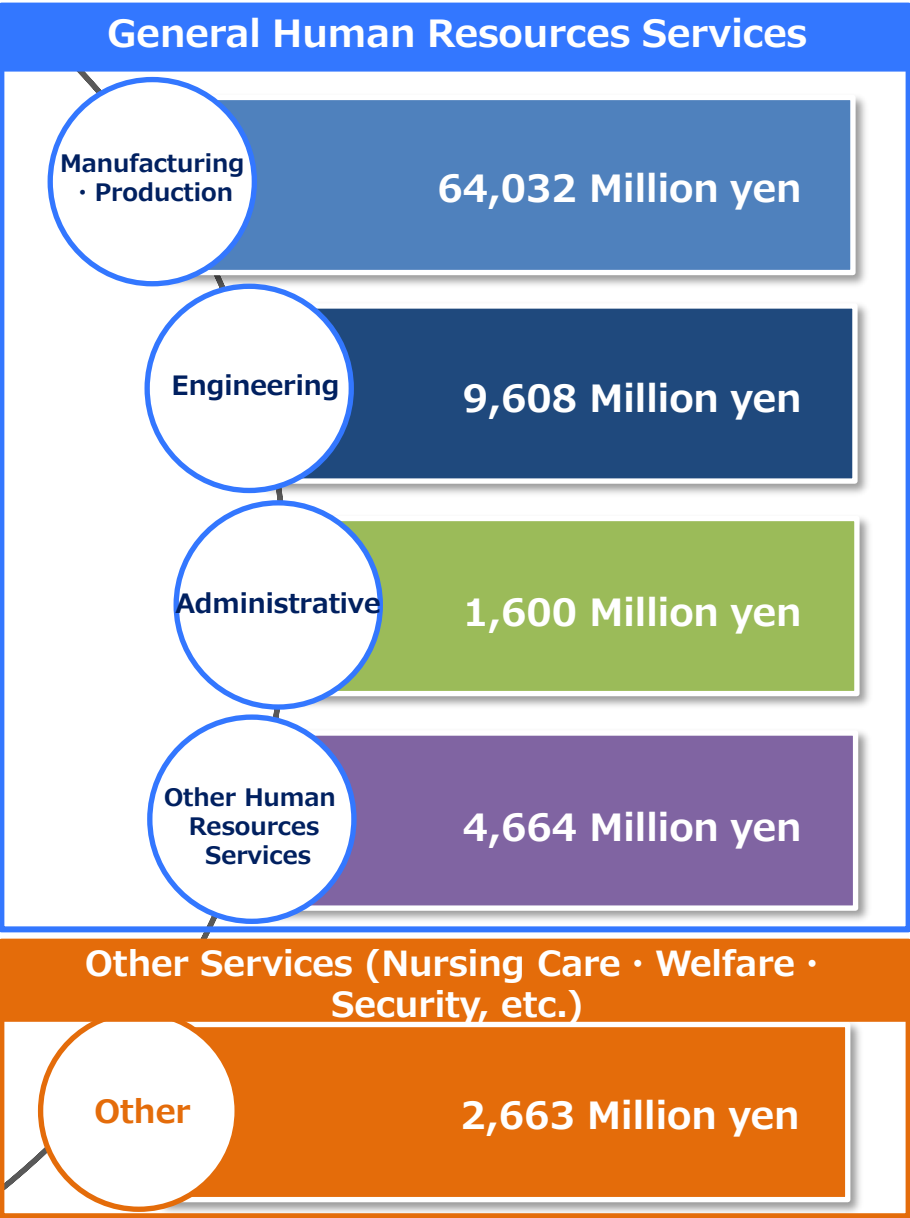 General Human Resources Services
Manufacturing
・Production
64,032 Million yen
Engineering
9,608 Million yen
Administrative
1,600 Million yen
Other Human
Resources
Services
4,664 Million yen
Other Services (Nursing Care・Welfare・
Security, etc.)
Other
2,663 Million yen